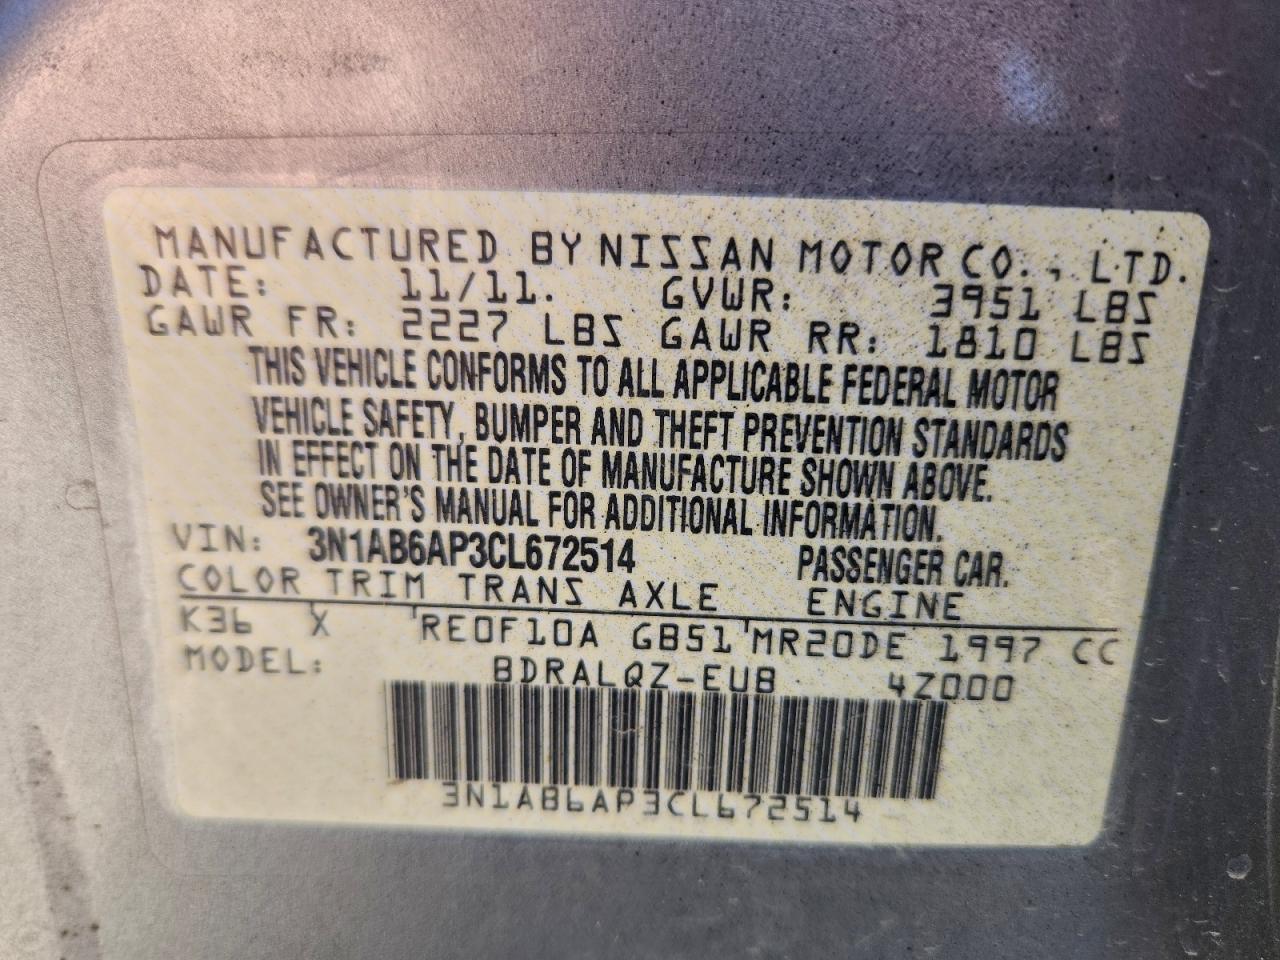 MANUFACTURED BY NISSAN MOTOR CO., LTD.
DATE: 11/11. GVWR: 3951 LBS
GAWR FR: 2227 LBS GAWR RR: 1810 LBS
THIS VEHICLE CONFORMS TO ALL APPLICABLE FEDERAL MOTOR
VEHICLE SAFETY, BUMPER AND THEFT PREVENTION STANDARDS
IN EFFECT ON THE DATE OF MANUFACTURE SHOWN ABOVE.
SEE OWNER'S MANUAL FOR ADDITIONAL INFORMATION.
VIN: 3N1AB6AP3CL672514 PASSENGER CAR.
COLOR TRIM TRANS AXLE ENGINE
K36 X RE0F10A GB51 MR20DE 1997 CC
MODEL: BDRALQZ-EUB 4Z000
3N1AB6AP3CL672514